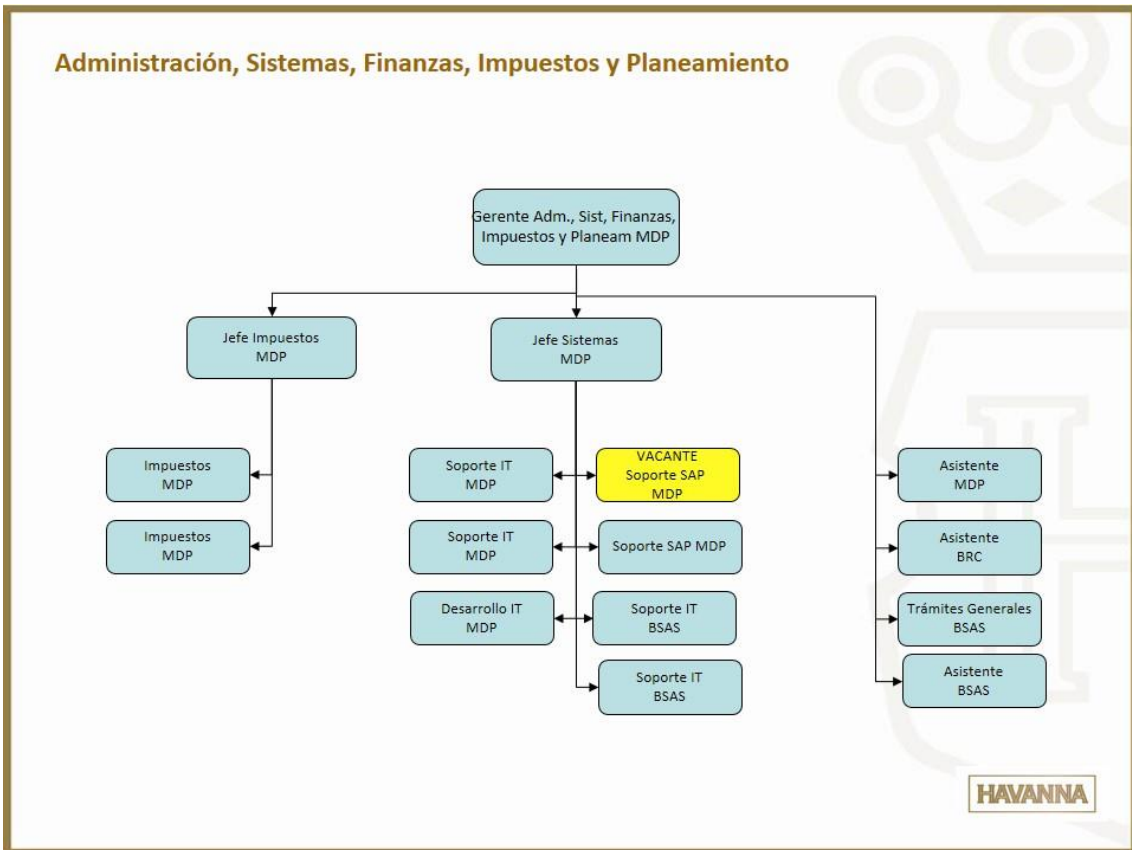 Administración, Sistemas, Finanzas, Impuestos y Planeamiento
Gerente Adm., Sist, Finanzas,
Impuestos y Planeam MDP
Jefe Impuestos
MDP
Jefe Sistemas
MDP
Impuestos
MDP
Impuestos
MDP
Soporte IT
MDP
VACANTE
Soporte SAP
MDP
Soporte IT
MDP
Soporte SAP MDP
Desarrollo IT
MDP
Soporte IT
BSAS
Soporte IT
BSAS
Asistente
MDP
Asistente
BRC
Trámites Generales
BSAS
Asistente
BSAS
HAVANNA